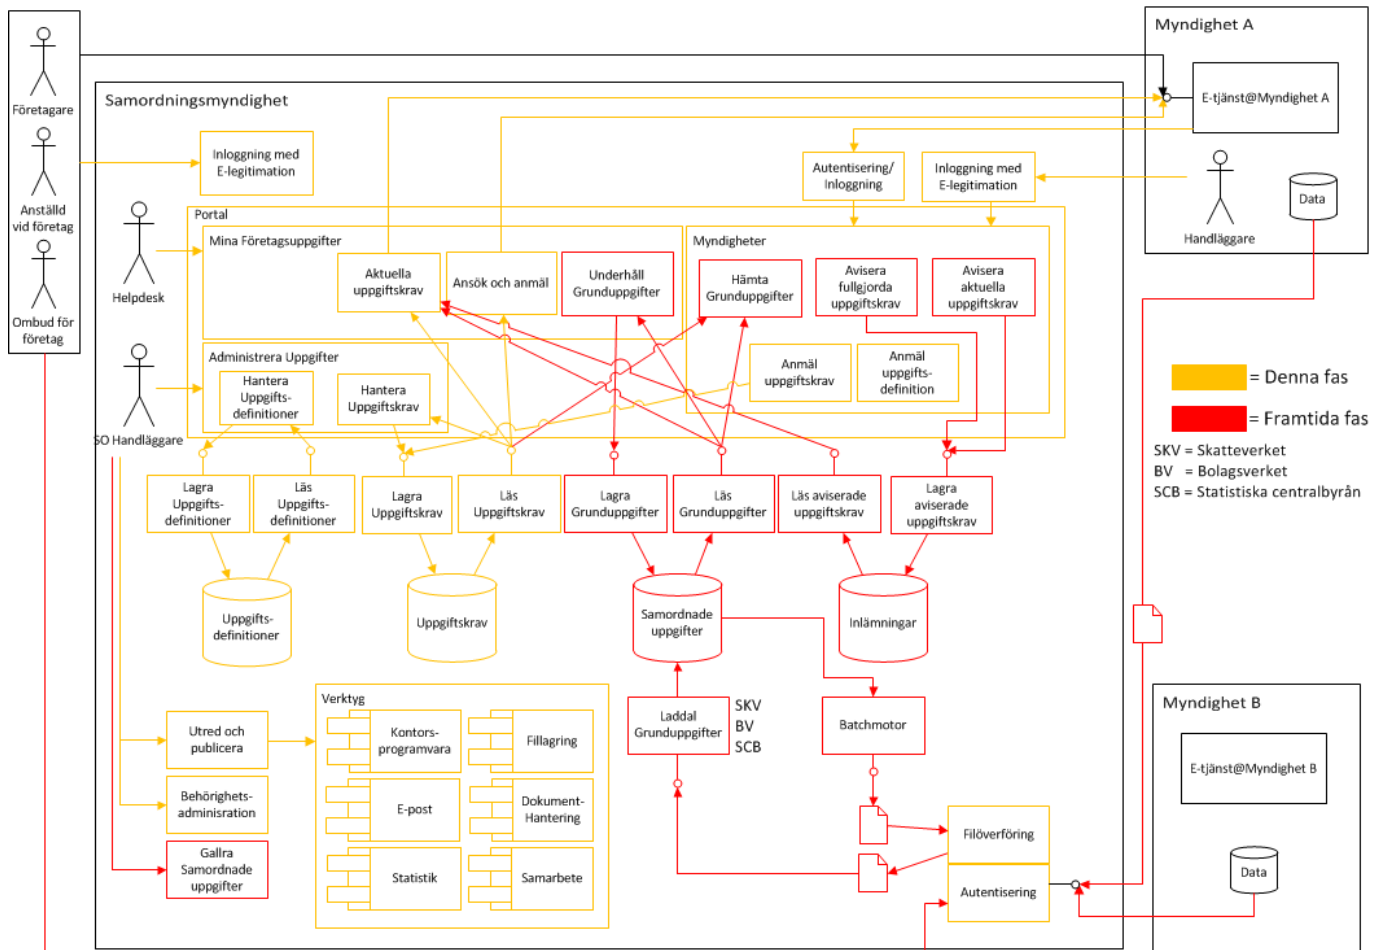 Företagare
Anställd
vid företag
Ombud för
företag
Samordningsmyndighet
Inloggning med
E-legitimation
Helpdesk
SO Handläggare
Portal
Mina Företagsuppgifter
Aktuella
uppgiftskrav
Ansök och anmäl
Underhåll
Grunduppgifter
Administrera Uppgifter
Hantera
Uppgifts-
definitioner
Hantera
Uppgiftskrav
Autentisering/
Inloggning
Inloggning med
E-legitimation
Myndigheter
Hämta
Grunduppgifter
Avisera
fullgjorda
uppgiftskrav
Avisera
aktuella
uppgiftskrav
Anmäl
uppgiftskrav
Anmäl
uppgifts-
definition
Lagra
Uppgifts-
definitioner
Läs
Uppgifts-
definitioner
Lagra
Uppgiftskrav
Läs
Uppgiftskrav
Lagra
Grunduppgifter
Läs
Grunduppgifter
Läs aviserade
uppgiftskrav
Lagra
aviserade
uppgiftskrav
Uppgifts-
definitioner
Uppgiftskrav
Samordnade
uppgifter
Inlämningar
Utred och
publicera
Behörighets-
adminisration
Gallra
Samordnade
uppgifter
Verktyg
Kontors-
programvara
Fillagring
E-post
Dokument-
Hantering
Statistik
Samarbete
Laddal
Grunduppgifter
SKV
BV
SCB
Batchmotor
Filöverföring
Autentisering
Myndighet A
E-tjänst@Myndighet A
Handläggare
Data
= Denna fas
= Framtida fas
SKV = Skatteverket
BV = Bolagsverket
SCB = Statistiska centralbyrån
Myndighet B
E-tjänst@Myndighet B
Data